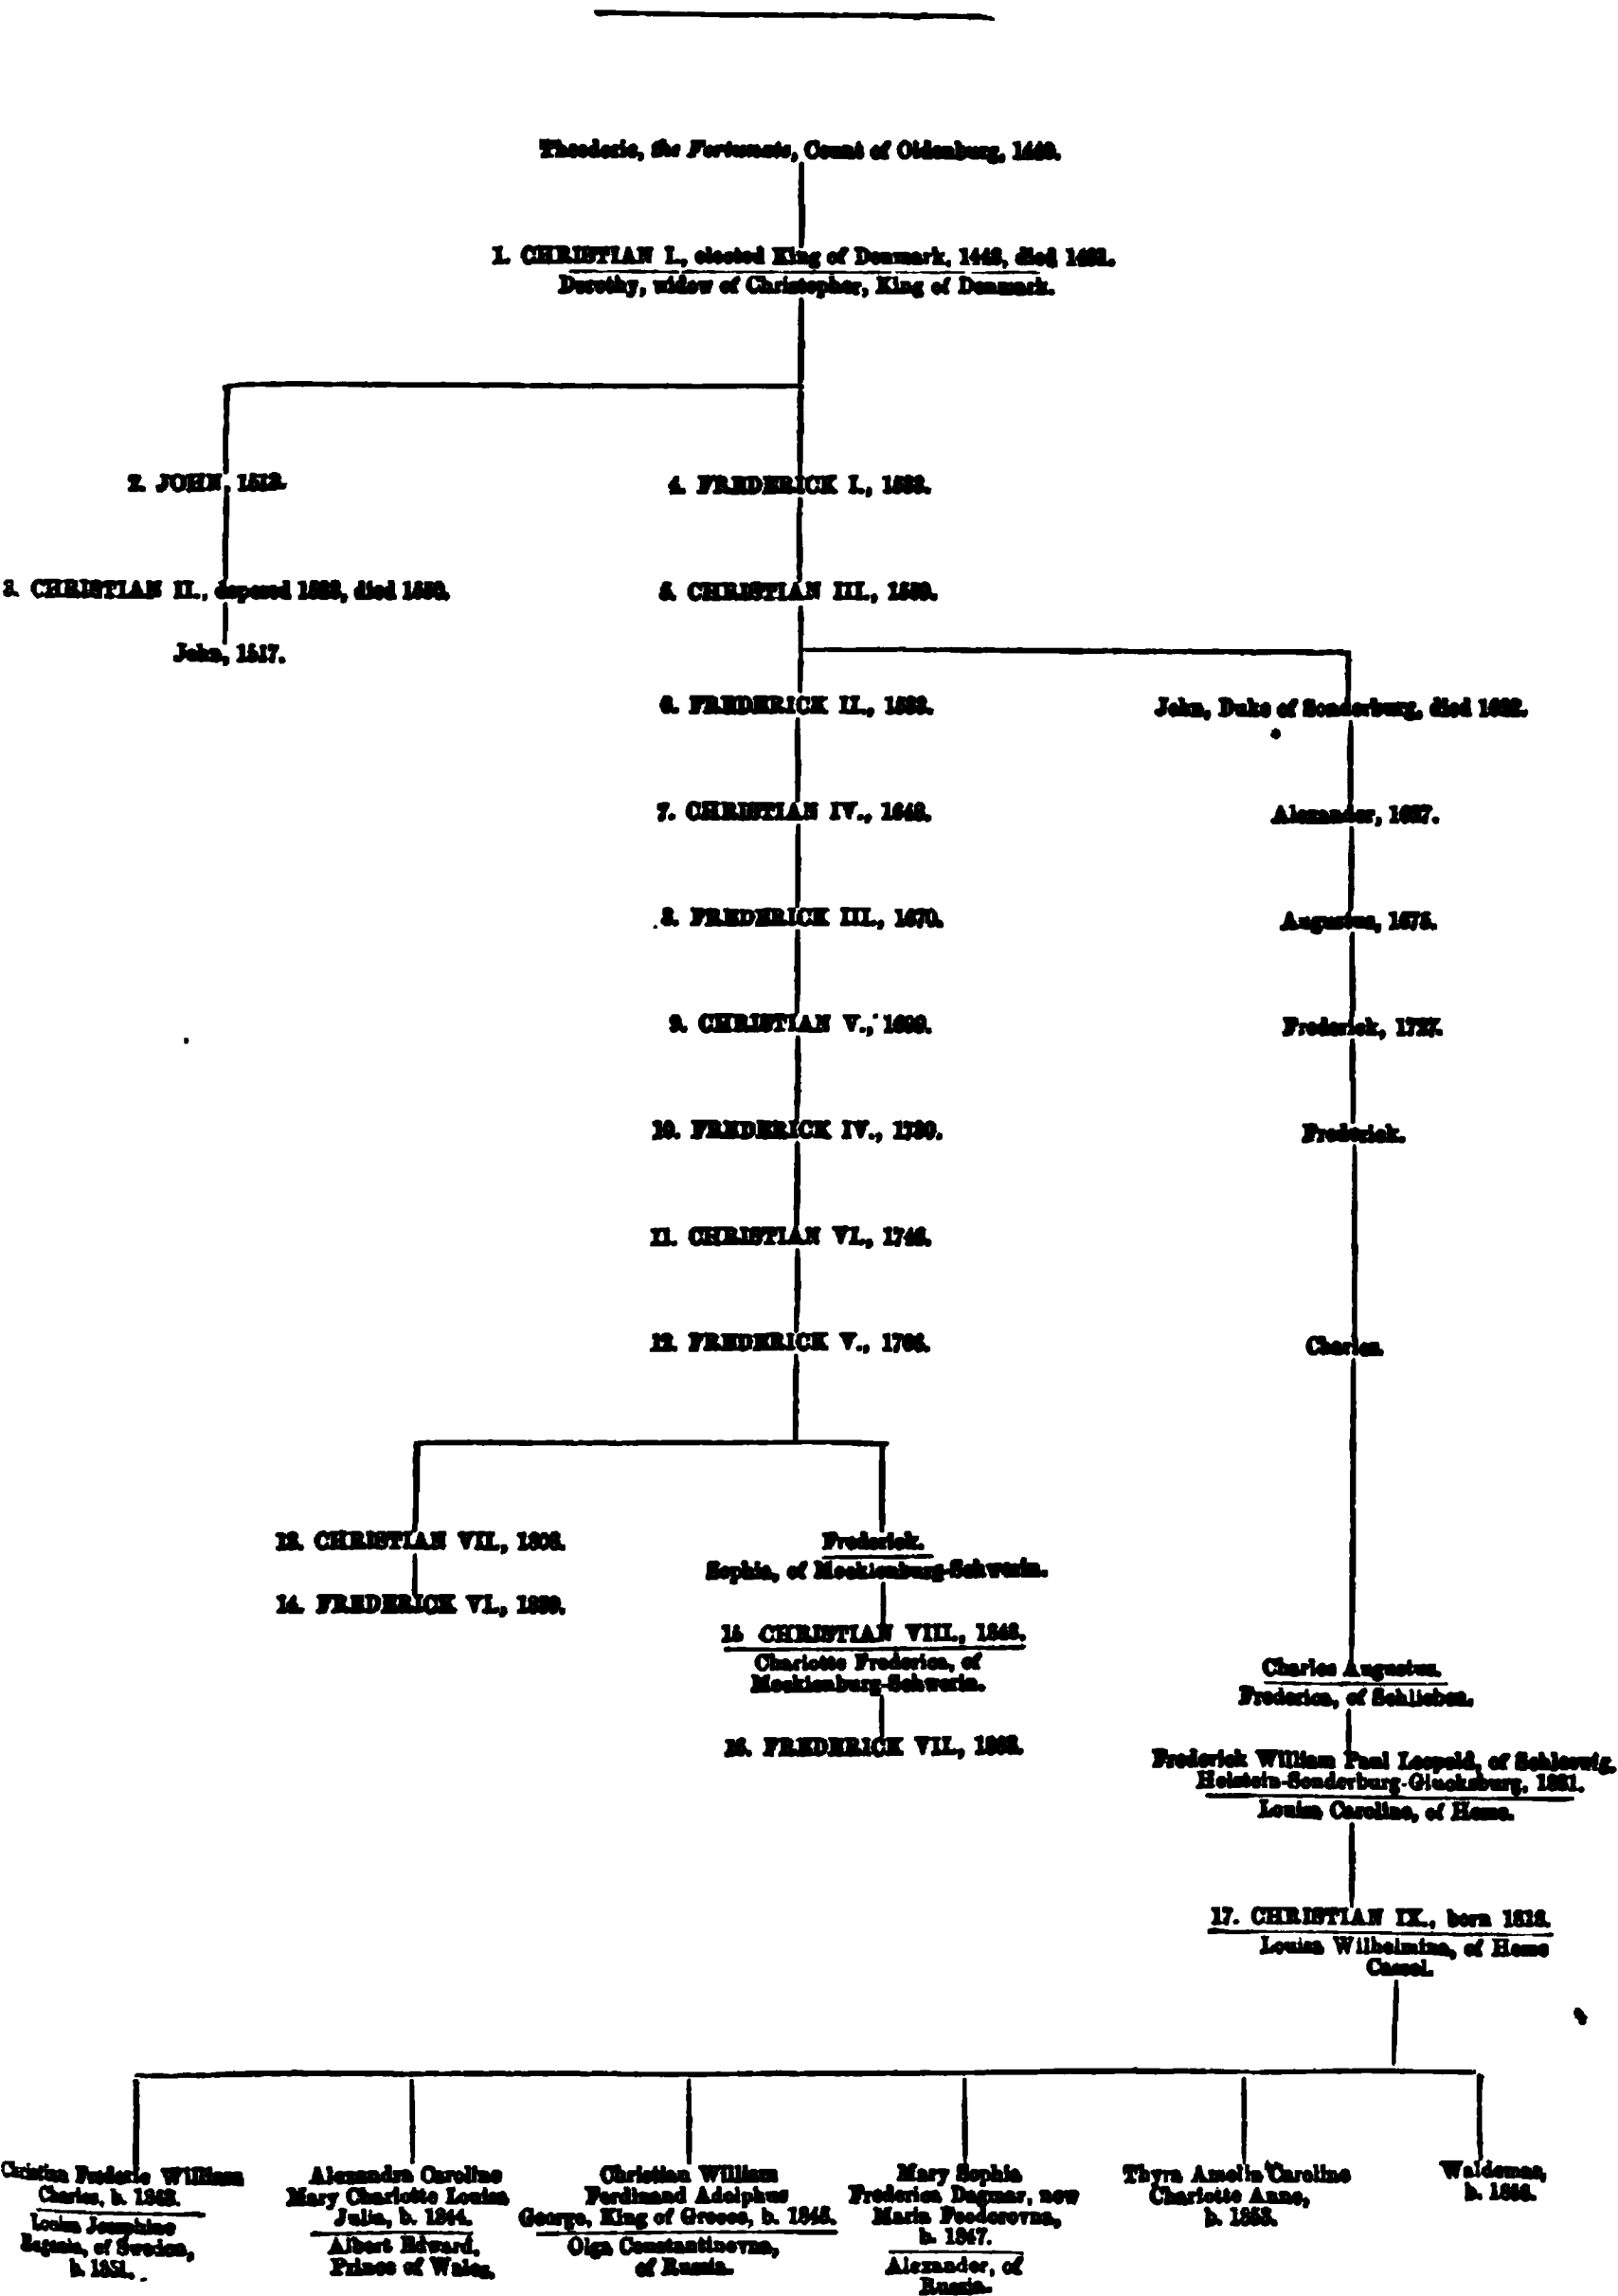 Theoderic, the Fortunate, Count of Oldenburg, 1440.
1. CHRISTIAN I., elected King of Denmark, 1448, died 1481.
Dorothy, widow of Christopher, King of Denmark.
2. JOHN, 1513.
4. FREDERICK I., 1533.
3. CHRISTIAN II., deposed 1523, died 1559.
5. CHRISTIAN III., 1559.
John, 1517.
6. FREDERICK II., 1588.
John, Duke of Sonderburg, died 1622.
7. CHRISTIAN IV., 1648.
Alexander, 1627.
8. FREDERICK III., 1670.
Augustus, 1675.
9. CHRISTIAN V., 1699.
Frederick, 1727.
10. FREDERICK IV., 1730.
Frederick.
11. CHRISTIAN VI., 1746.
12. FREDERICK V., 1766.
Charles.
13. CHRISTIAN VII., 1808.
Frederick.
Sophia, of Mecklenburg-Schwerin.
14. FREDERICK VI., 1839.
15 CHRISTIAN VIII., 1848.
Charlotte Frederica, of
Mecklenburg-Schwerin.
Charles Augustus.
Frederica, of Schlieben.
16. FREDERICK VII., 1863.
Frederick William Paul Leopold, of Schleswig,
Holstein-Sonderburg-Glucksburg, 1831.
Louisa Caroline, of Hesse.
17. CHRISTIAN IX., born 1818.
Louisa Wilhelmina, of Hesse
Cassel.
Christian Frederic William
Charles, b. 1843.
Louisa Josephine
Eugenia, of Sweden,
b. 1851.
Alexandra Caroline
Mary Charlotte Louisa
Julia, b. 1844.
Albert Edward,
Prince of Wales.
Christian William
Ferdinand Adolphus
George, King of Greece, b. 1845.
Olga Constantinovna,
of Russia.
Mary Sophia
Frederica Dagmar, now
Maria Feodorovna,
b. 1847.
Alexander, of
Russia.
Thyra Amelia Caroline
Charlotte Anne,
b. 1853.
Waldemar,
b. 1858.